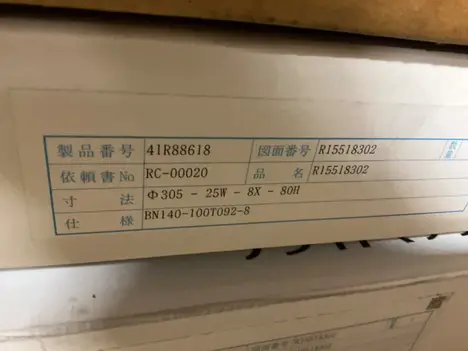 製品番号 41R88618 図面番号 R15518302
依頼書No RC-00020 品名 R15518302
寸法 Φ305 - 25W - 8X - 80H
仕様 BN140-100T092-8